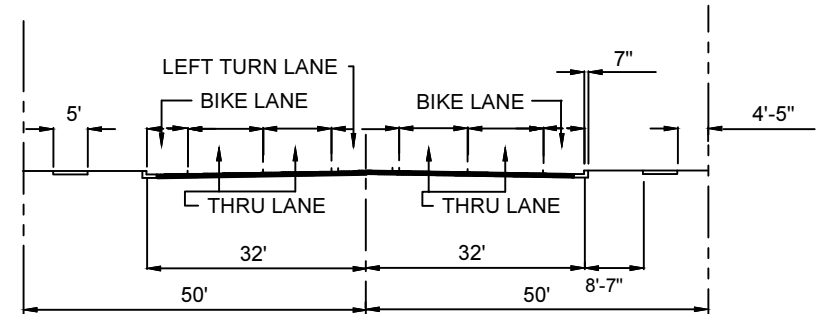 LEFT TURN LANE
7"
BIKE LANE
BIKE LANE
5'
4'-5"
THRU LANE
THRU LANE
32'
32'
8'-7"
50'
50'